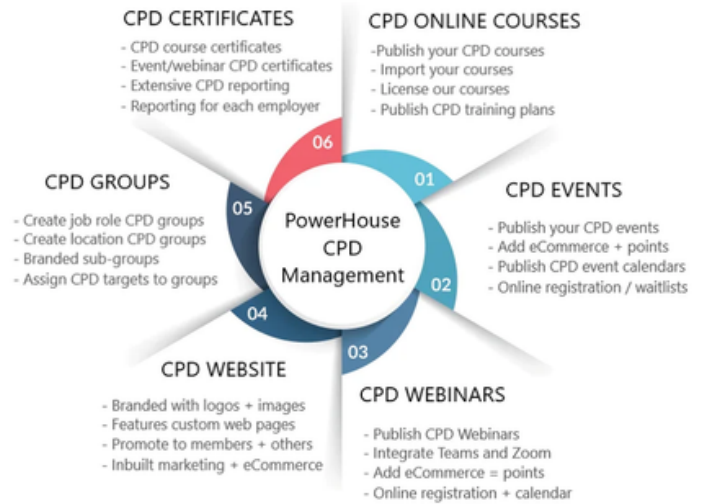 CPD CERTIFICATES
- CPD course certificates
- Event/webinar CPD certificates
- Extensive CPD reporting
- Reporting for each employer
CPD ONLINE COURSES
-Publish your CPD courses
- Import your courses
- License our courses
- Publish CPD training plans
06
01
CPD GROUPS
- Create job role CPD groups
- Create location CPD groups
- Branded sub-groups
- Assign CPD targets to groups
05
PowerHouse
CPD
Management
CPD EVENTS
- Publish your CPD events
- Add eCommerce + points
- Publish CPD event calendars
- Online registration / waitlists
02
04
03
CPD WEBSITE
- Branded with logos + images
- Features custom web pages
- Promote to members + others
- Inbuilt marketing + eCommerce
CPD WEBINARS
- Publish CPD Webinars
- Integrate Teams and Zoom
- Add eCommerce = points
- Online registration + calendar